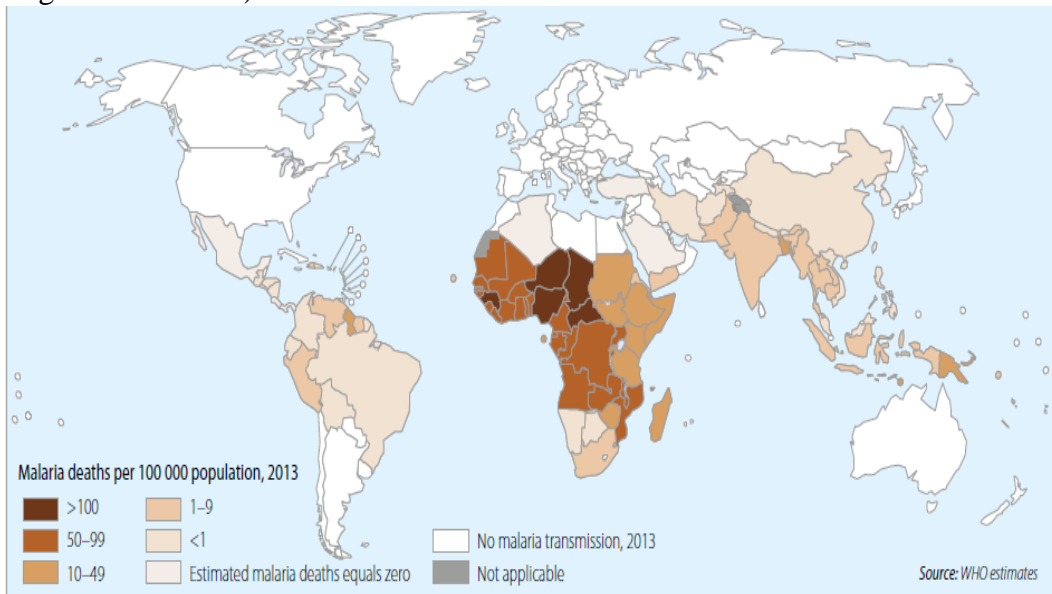 Malaria deaths per 100 000 population, 2013
>100
50–99
10–49
1–9
<1
Estimated malaria deaths equals zero
No malaria transmission, 2013
Not applicable
Source: WHO estimates